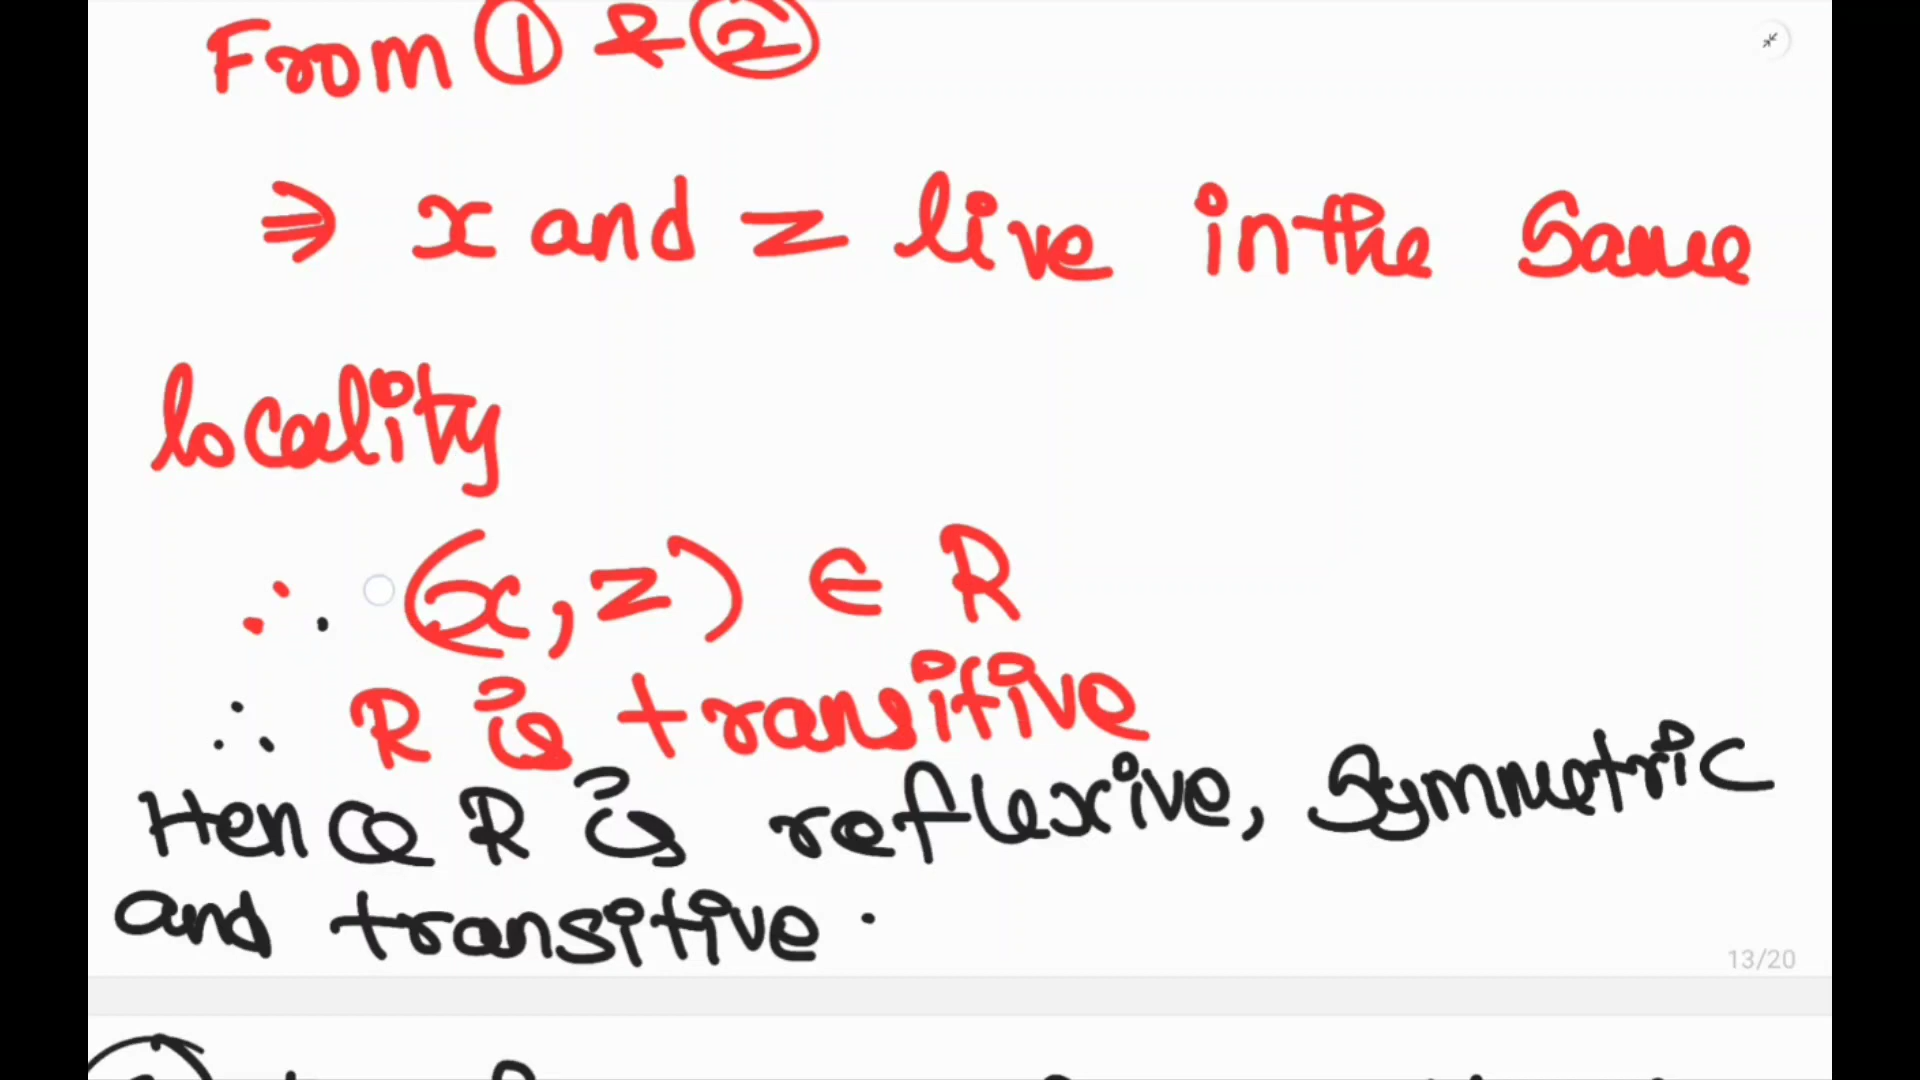 From ① & ②
⇒ x and z live in the same
locality
∴ (x,z) ∈ R
∴ R is transitive
Hence R is reflexive, Symmetric
and transitive.
13/20